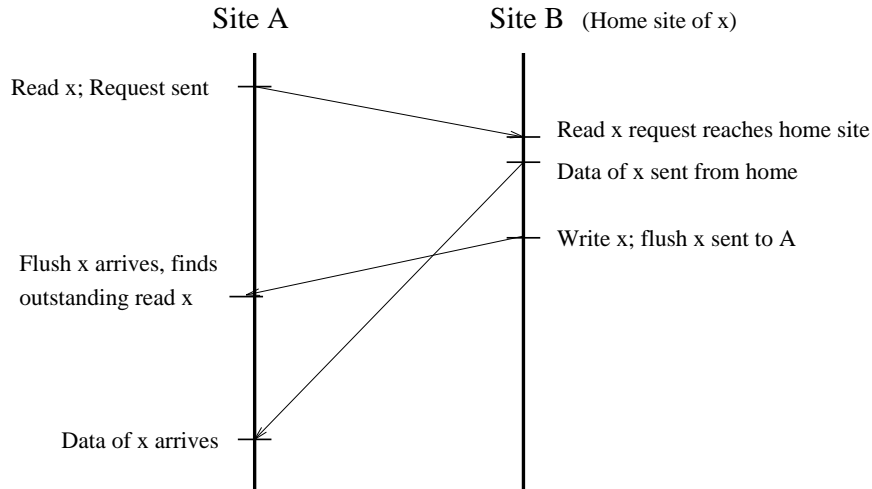 Site A
Site B (Home site of x)
Read x; Request sent
Read x request reaches home site
Data of x sent from home
Write x; flush x sent to A
Flush x arrives, finds
outstanding read x
Data of x arrives